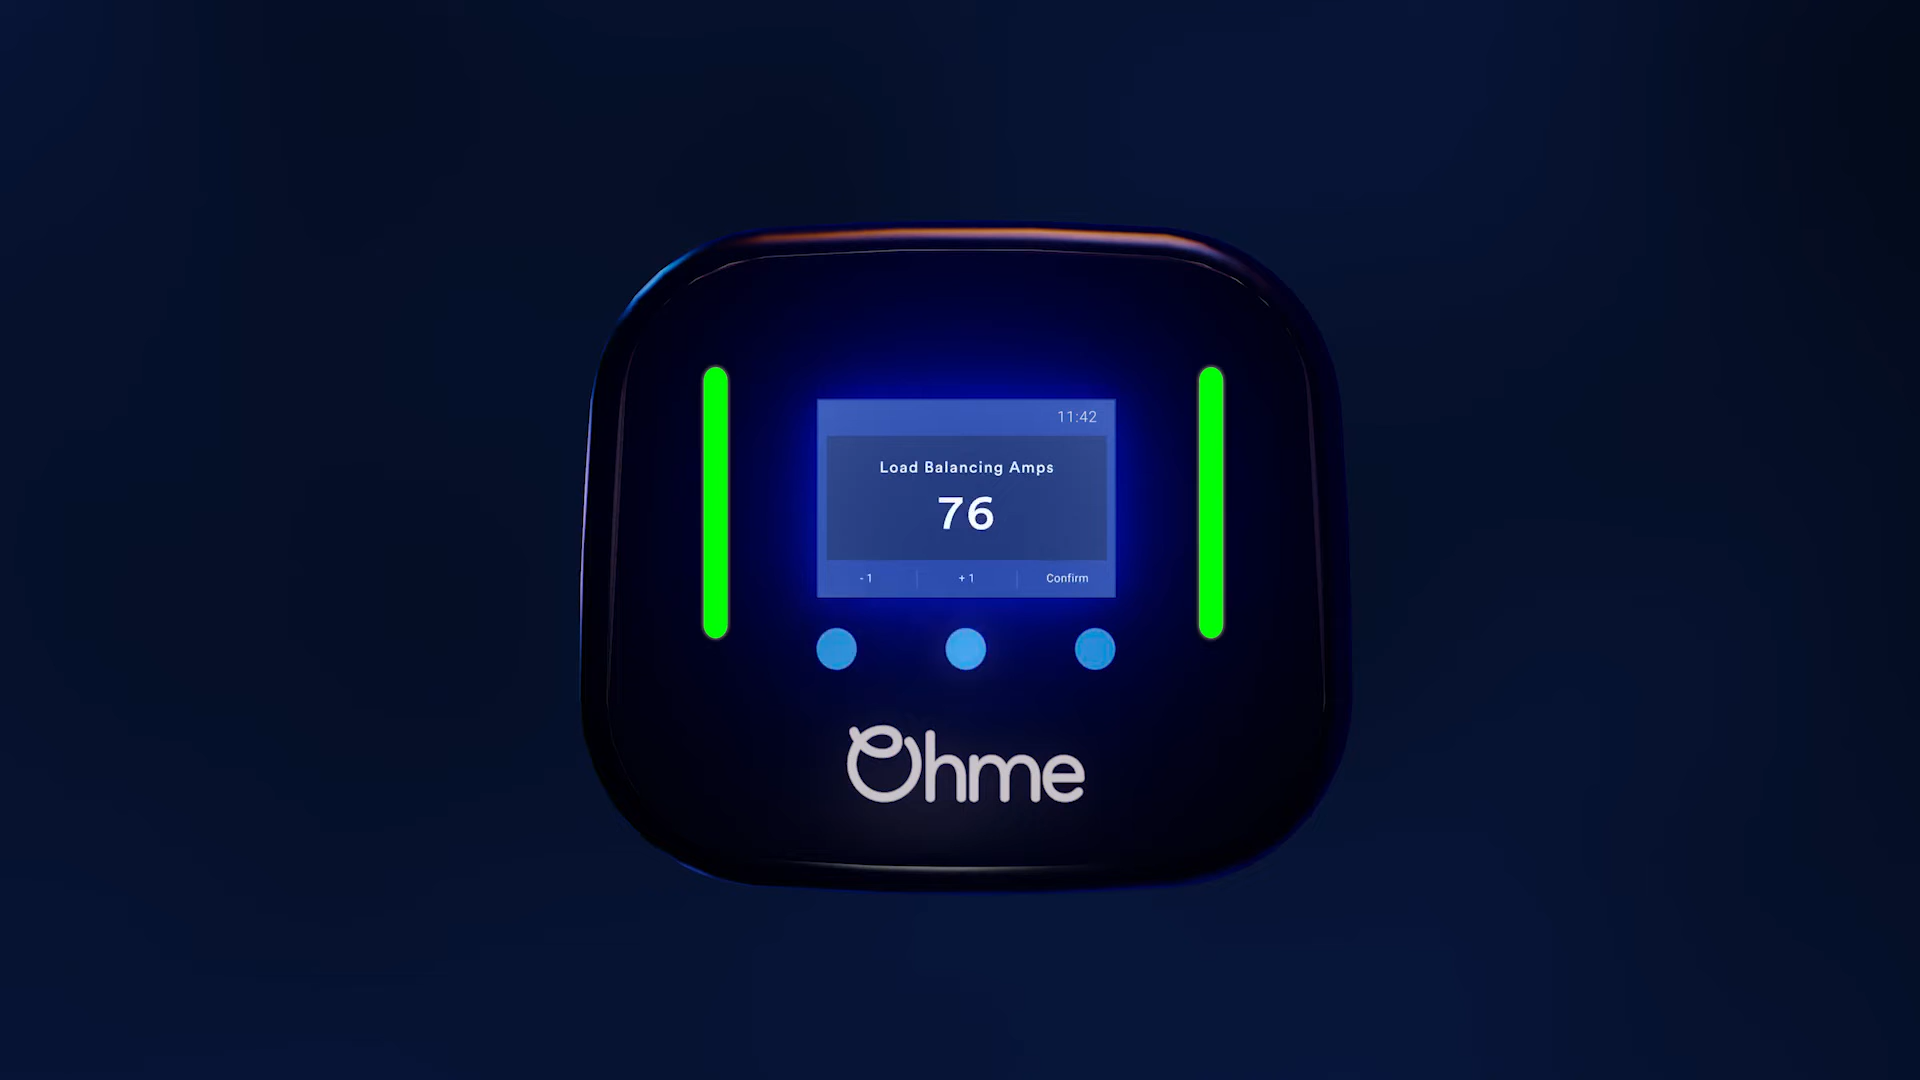 11:42
Load Balancing Amps
76
- 1 + 1 Confirm
Ohme